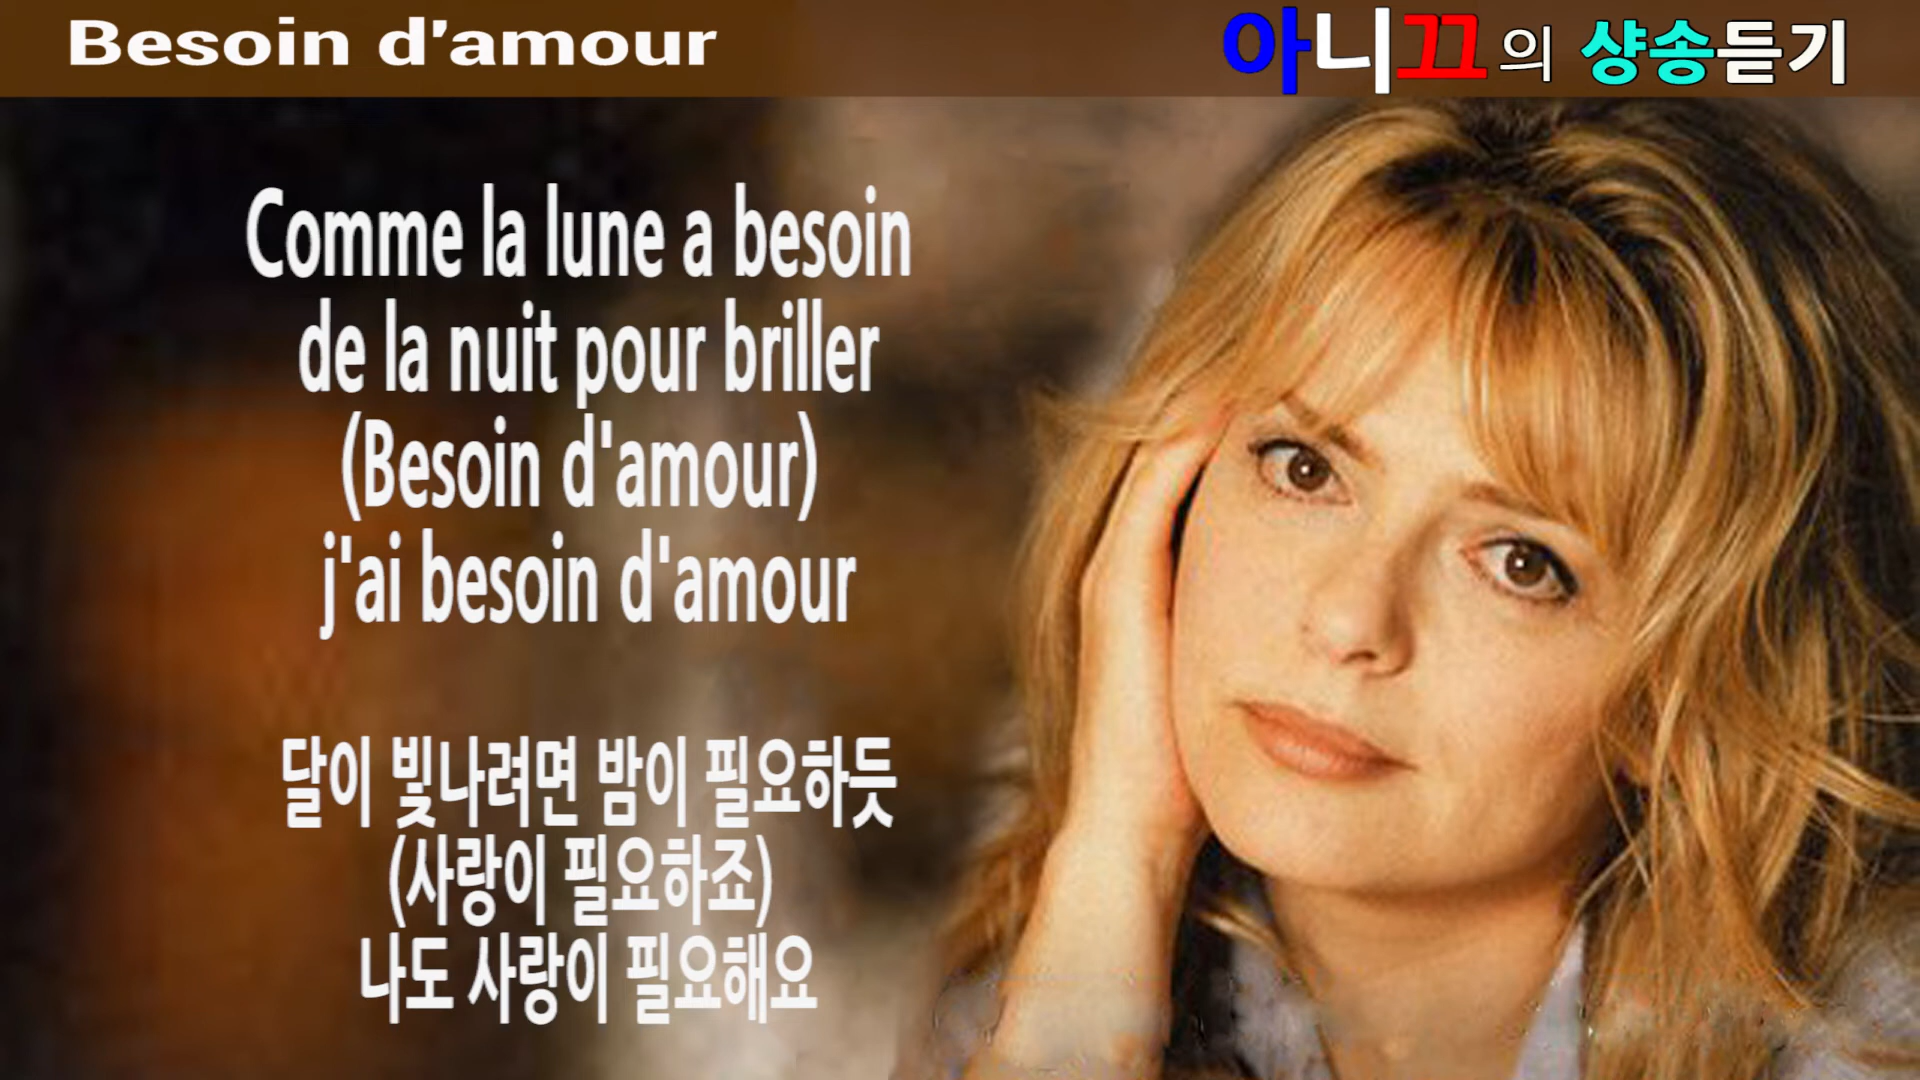 Besoin d'amour
아니끄의 샹송듣기
Comme la lune a besoin
de la nuit pour briller
(Besoin d'amour)
j'ai besoin d'amour
달이 빛나려면 밤이 필요하듯
(사랑이 필요하죠)
나도 사랑이 필요해요